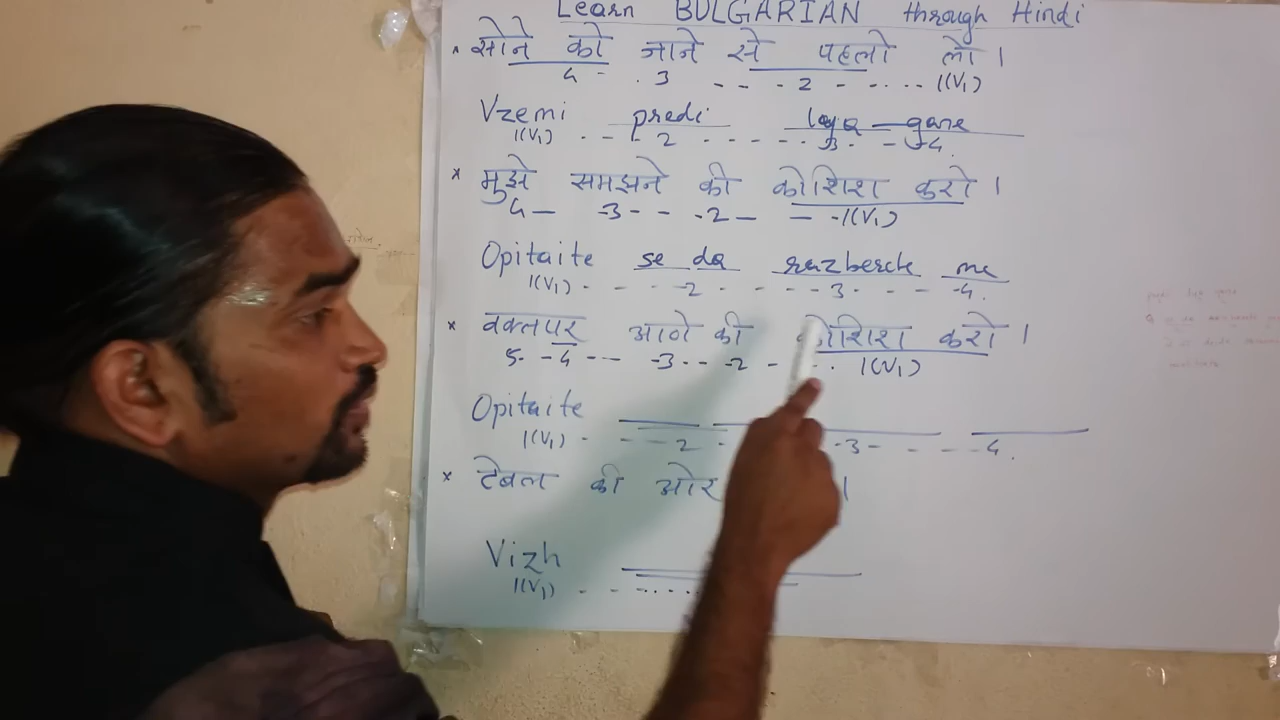 Learn BULGARIAN through Hindi
× सोने को जाने से पहलो लो ।
4 - . 3 - - - 2 - - ... 1(V₁)
Vzemi predi laga gane
1(V₁) .. - - 2 ..... 3. - - 4.
× मुझे समझने की कोशिश करो ।
4 - -3 - - -2 - - -1(V₁)
Opitaite se da razberete me
1(V₁) . - - -2 - . - - - 3 - . - - -4.
× वक्तपर आने की कोशिश करो ।
5. -4 - - -3 - - -2 - .. 1(V₁)
Opitaite
1(V₁) . - - - 2 - -3 - - - - 4.
× टेबल की ओर ।
Vizh
1(V₁) . - - ....